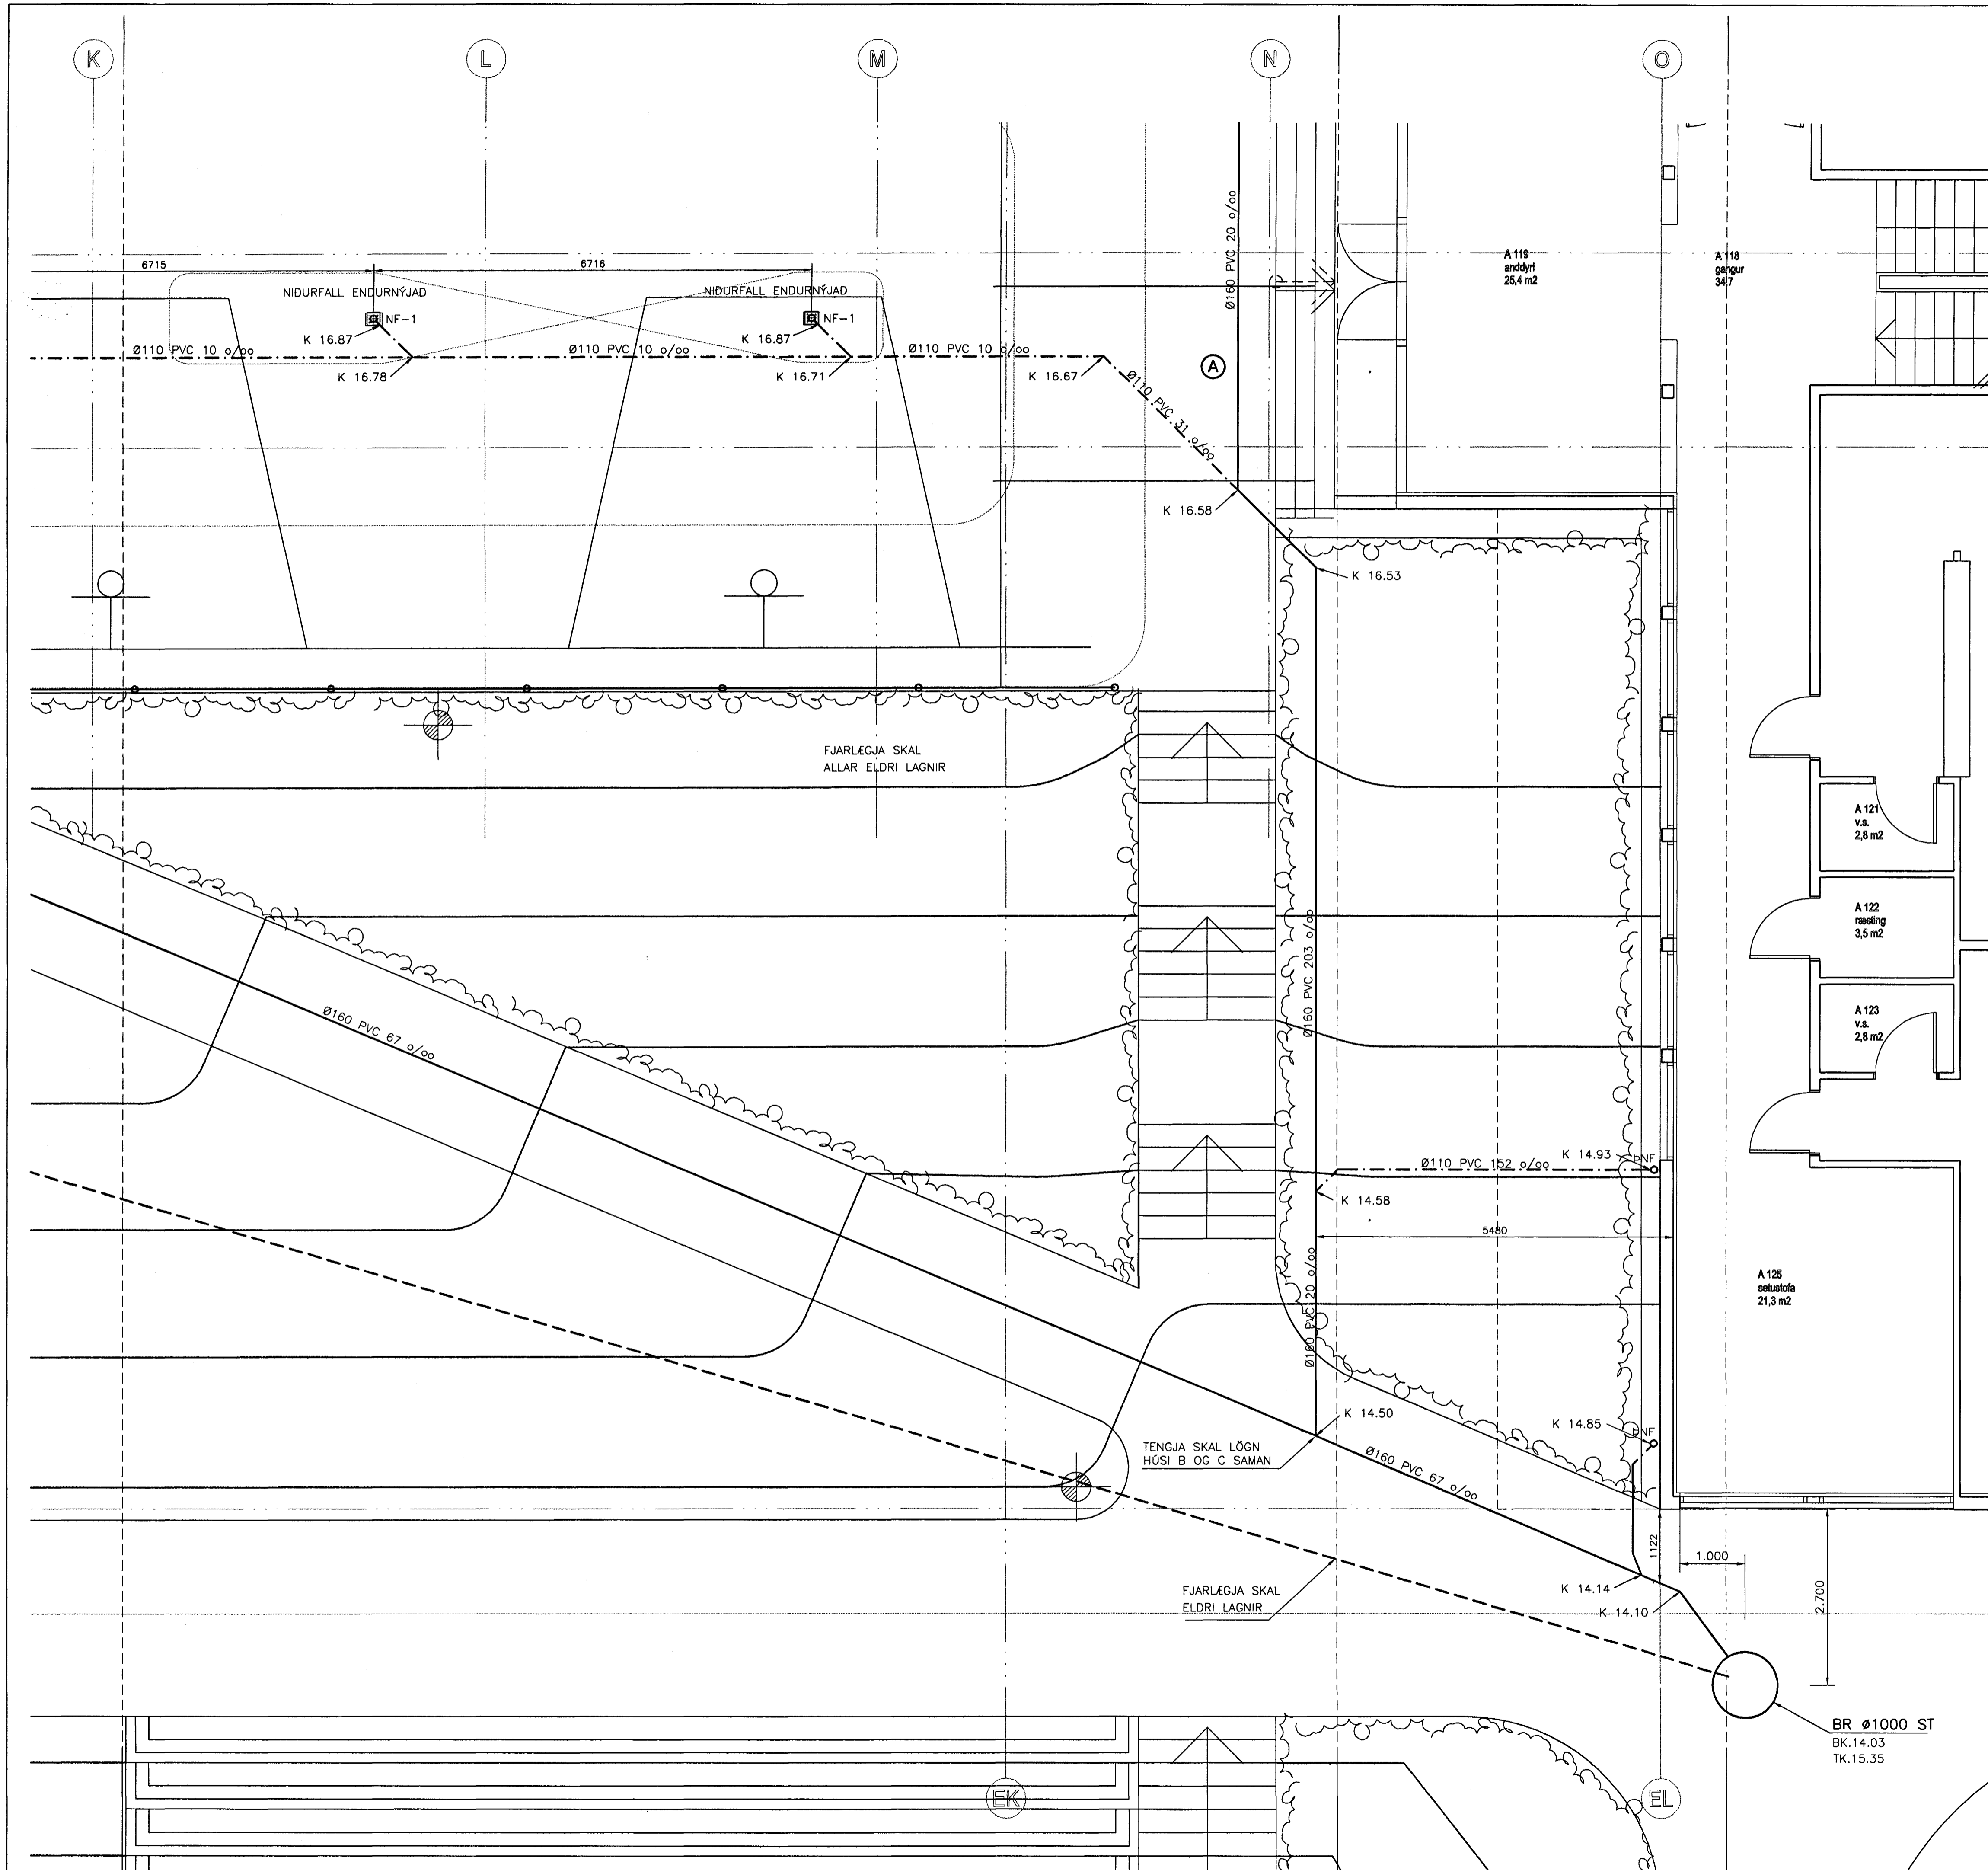 K
L
M
N
O
6715
6716
NIÐURFALL ENDURNÝJAÐ
NIÐURFALL ENDURNÝJAÐ
NF-1
NF-1
K 16.87
K 16.87
Ø110 PVC 10 o/oo
Ø110 PVC 10 o/oo
Ø110 PVC 10 o/oo
K 16.78
K 16.71
K 16.67
Ø160 PVC 20 o/oo
A
Ø110 PVC 31 o/oo
K 16.58
K 16.53
A 119
anddyri
25,4 m2
A 118
gangur
34,7
FJARLÆGJA SKAL
ALLAR ELDRI LAGNIR
A 121
v.s.
2,8 m2
A 122
ræsting
3,5 m2
A 123
v.s.
2,8 m2
Ø160 PVC 203 o/oo
Ø160 PVC 67 o/oo
Ø110 PVC 152 o/oo
K 14.93
ÞNF
K 14.58
5480
Ø160 PVC 20 o/oo
A 125
setustofa
21,3 m2
K 14.50
TENGJA SKAL LÖGN
HÚSI B OG C SAMAN
K 14.85
ÞNF
Ø160 PVC 67 o/oo
1122
1.000
2.700
K 14.14
K 14.10
FJARLÆGJA SKAL
ELDRI LAGNIR
BR Ø1000 ST
BK.14.03
TK.15.35
EK
EL